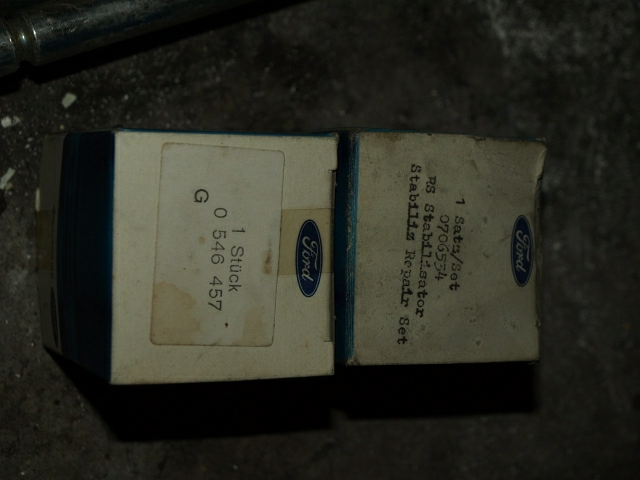 Ford
1 Stück
0 546 457
G
Ford
1 Satz/Set
0706534
RS Stabilisator
Stabiliz Repair Set